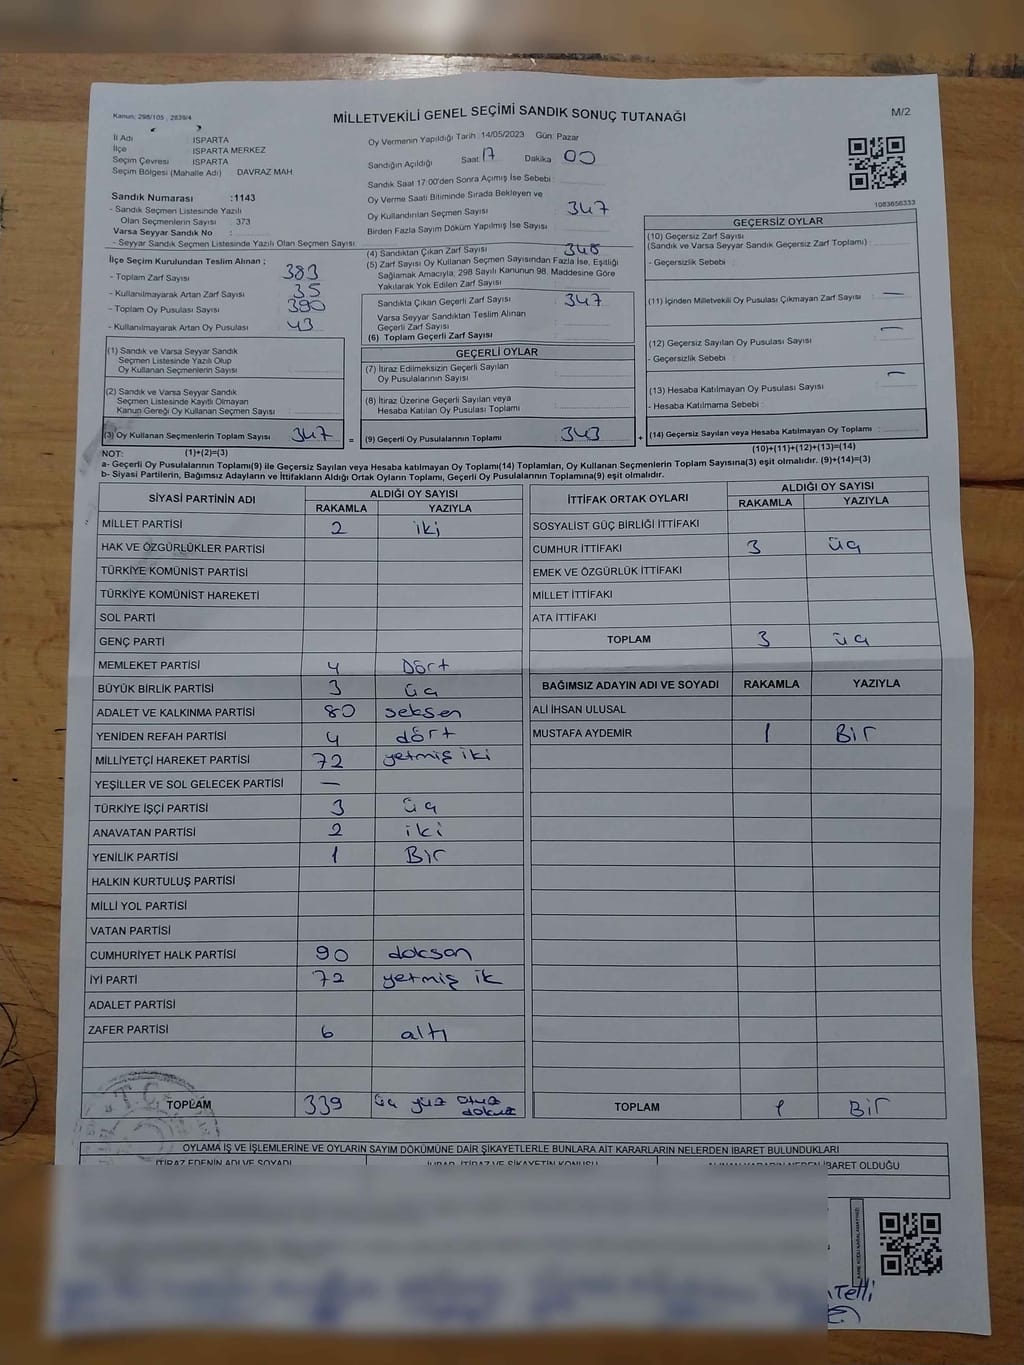 Kanun; 298/105 , 2839/4
MİLLETVEKİLİ GENEL SEÇİMİ SANDIK SONUÇ TUTANAĞI
M/2
İl Adı : ISPARTA
İlçe : ISPARTA MERKEZ
Seçim Çevresi : ISPARTA
Seçim Bölgesi (Mahalle Adı) DAVRAZ MAH
Sandık Numarası :1143
- Sandık Seçmen Listesinde Yazılı
Olan Seçmenlerin Sayısı : 373
Varsa Seyyar Sandık No :
- Seyyar Sandık Seçmen Listesinde Yazılı Olan Seçmen Sayısı
İlçe Seçim Kurulundan Teslim Alınan ;
- Toplam Zarf Sayısı 383
- Kullanılmayarak Artan Zarf Sayısı 35
- Toplam Oy Pusulası Sayısı 390
- Kullanılmayarak Artan Oy Pusulası 43
(1) Sandık ve Varsa Seyyar Sandık
Seçmen Listesinde Yazılı Olup
Oy Kullanan Seçmenlerin Sayısı
(2) Sandık ve Varsa Seyyar Sandık
Seçmen Listesinde Kayıtlı Olmayan
Kanun Gereği Oy Kullanan Seçmen Sayısı
(3) Oy Kullanan Seçmenlerin Toplam Sayısı 347 =
Oy Vermenin Yapıldığı Tarih :14/05/2023 Gün: Pazar
Sandığın Açıldığı Saat 17 Dakika 00
Sandık Saat 17:00'den Sonra Açımış İse Sebebi :
Oy Verme Saati Bitiminde Sırada Bekleyen ve
Oy Kullandırılan Seçmen Sayısı : 347
Birden Fazla Sayım Döküm Yapılmış İse Sayısı :
(4) Sandıktan Çıkan Zarf Sayısı 348
(5) Zarf Sayısı Oy Kullanan Seçmen Sayısından Fazla İse, Eşitliği
Sağlamak Amacıyla; 298 Sayılı Kanunun 98. Maddesine Göre
Yakılarak Yok Edilen Zarf Sayısı
Sandıkta Çıkan Geçerli Zarf Sayısı : 347
Varsa Seyyar Sandıktan Teslim Alınan
Geçerli Zarf Sayısı
(6) Toplam Geçerli Zarf Sayısı
GEÇERLİ OYLAR
(7) İtiraz Edilmeksizin Geçerli Sayılan
Oy Pusulalarının Sayısı
(8) İtiraz Üzerine Geçerli Sayılan veya
Hesaba Katılan Oy Pusulası Toplamı
(9) Geçerli Oy Pusulalarının Toplamı 343 +
1083656333
GEÇERSİZ OYLAR
(10) Geçersiz Zarf Sayısı
(Sandık ve Varsa Seyyar Sandık Geçersiz Zarf Toplamı) :
- Geçersizlik Sebebi :
(11) İçinden Milletvekili Oy Pusulası Çıkmayan Zarf Sayısı : —
(12) Geçersiz Sayılan Oy Pusulası Sayısı : —
- Geçersizlik Sebebi :
(13) Hesaba Katılmayan Oy Pusulası Sayısı : —
- Hesaba Katılmama Sebebi :
(14) Geçersiz Sayılan veya Hesaba Katılmayan Oy Toplamı :
NOT: (1)+(2)=(3) (10)+(11)+(12)+(13)=(14)
a- Geçerli Oy Pusulalarının Toplamı(9) ile Geçersiz Sayılan veya Hesaba katılmayan Oy Toplamı(14) Toplamları, Oy Kullanan Seçmenlerin Toplam Sayısına(3) eşit olmalıdır. (9)+(14)=(3)
b- Siyasi Partilerin, Bağımsız Adayların ve İttifakların Aldığı Ortak Oyların Toplamı, Geçerli Oy Pusulalarının Toplamına(9) eşit olmalıdır.
SİYASİ PARTİNİN ADI ALDIĞI OY SAYISI
RAKAMLA YAZIYLA
MİLLET PARTİSİ 2 iki
HAK VE ÖZGÜRLÜKLER PARTİSİ
TÜRKİYE KOMÜNİST PARTİSİ
TÜRKİYE KOMÜNİST HAREKETİ
SOL PARTİ
GENÇ PARTİ
MEMLEKET PARTİSİ 4 Dört
BÜYÜK BİRLİK PARTİSİ 3 üç
ADALET VE KALKINMA PARTİSİ 80 seksen
YENİDEN REFAH PARTİSİ 4 dört
MİLLİYETÇİ HAREKET PARTİSİ 72 yetmiş iki
YEŞİLLER VE SOL GELECEK PARTİSİ —
TÜRKİYE İŞÇİ PARTİSİ 3 üç
ANAVATAN PARTİSİ 2 iki
YENİLİK PARTİSİ 1 Bir
HALKIN KURTULUŞ PARTİSİ
MİLLİ YOL PARTİSİ
VATAN PARTİSİ
CUMHURİYET HALK PARTİSİ 90 doksan
İYİ PARTİ 72 yetmiş ik
ADALET PARTİSİ
ZAFER PARTİSİ 6 altı
TOPLAM 339 üç yüz otuz dokuz
İTTİFAK ORTAK OYLARI ALDIĞI OY SAYISI
RAKAMLA YAZIYLA
SOSYALİST GÜÇ BİRLİĞİ İTTİFAKI
CUMHUR İTTİFAKI 3 üç
EMEK VE ÖZGÜRLÜK İTTİFAKI
MİLLET İTTİFAKI
ATA İTTİFAKI
TOPLAM 3 üç
BAĞIMSIZ ADAYIN ADI VE SOYADI RAKAMLA YAZIYLA
ALİ İHSAN ULUSAL
MUSTAFA AYDEMİR 1 Bir
TOPLAM 1 Bir
T.C.
OYLAMA İŞ VE İŞLEMLERİNE VE OYLARIN SAYIM DÖKÜMÜNE DAİR ŞİKAYETLERLE BUNLARA AİT KARARLARIN NELERDEN İBARET BULUNDUKLARI
İTİRAZ EDENİN ADI VE SOYADI
İBARET OLDUĞU